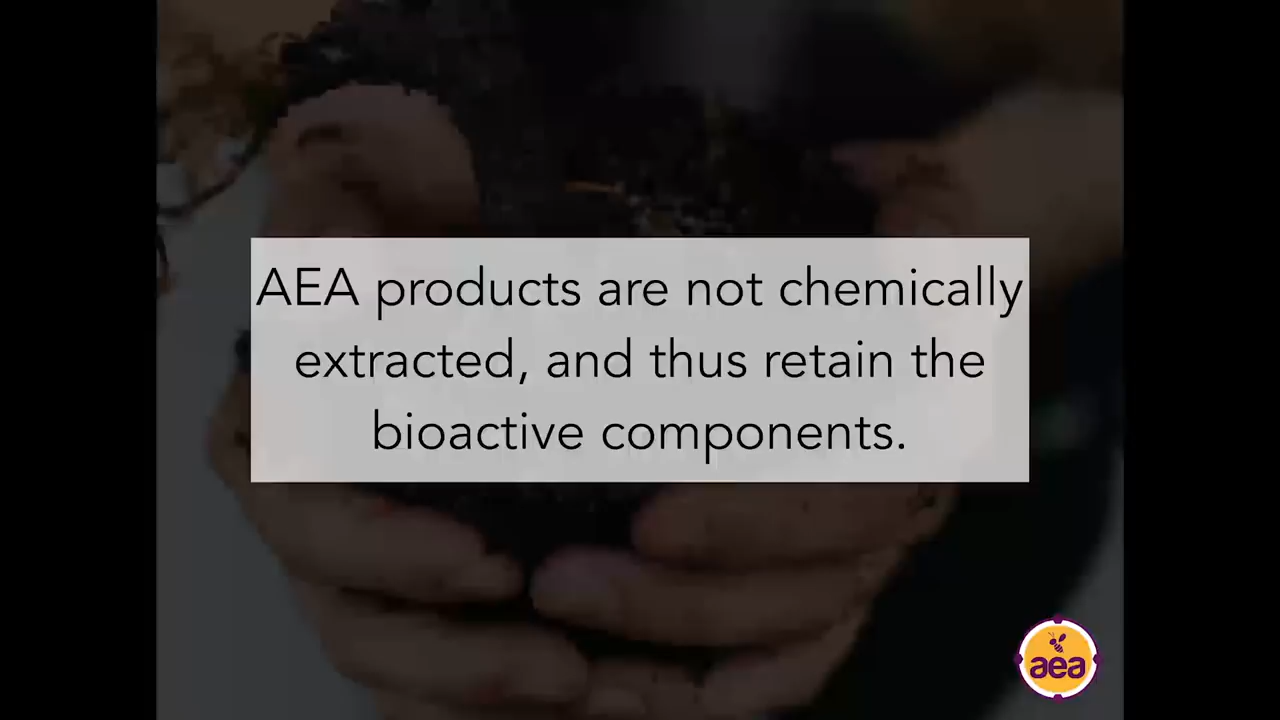 AEA products are not chemically
extracted, and thus retain the
bioactive components.
aea